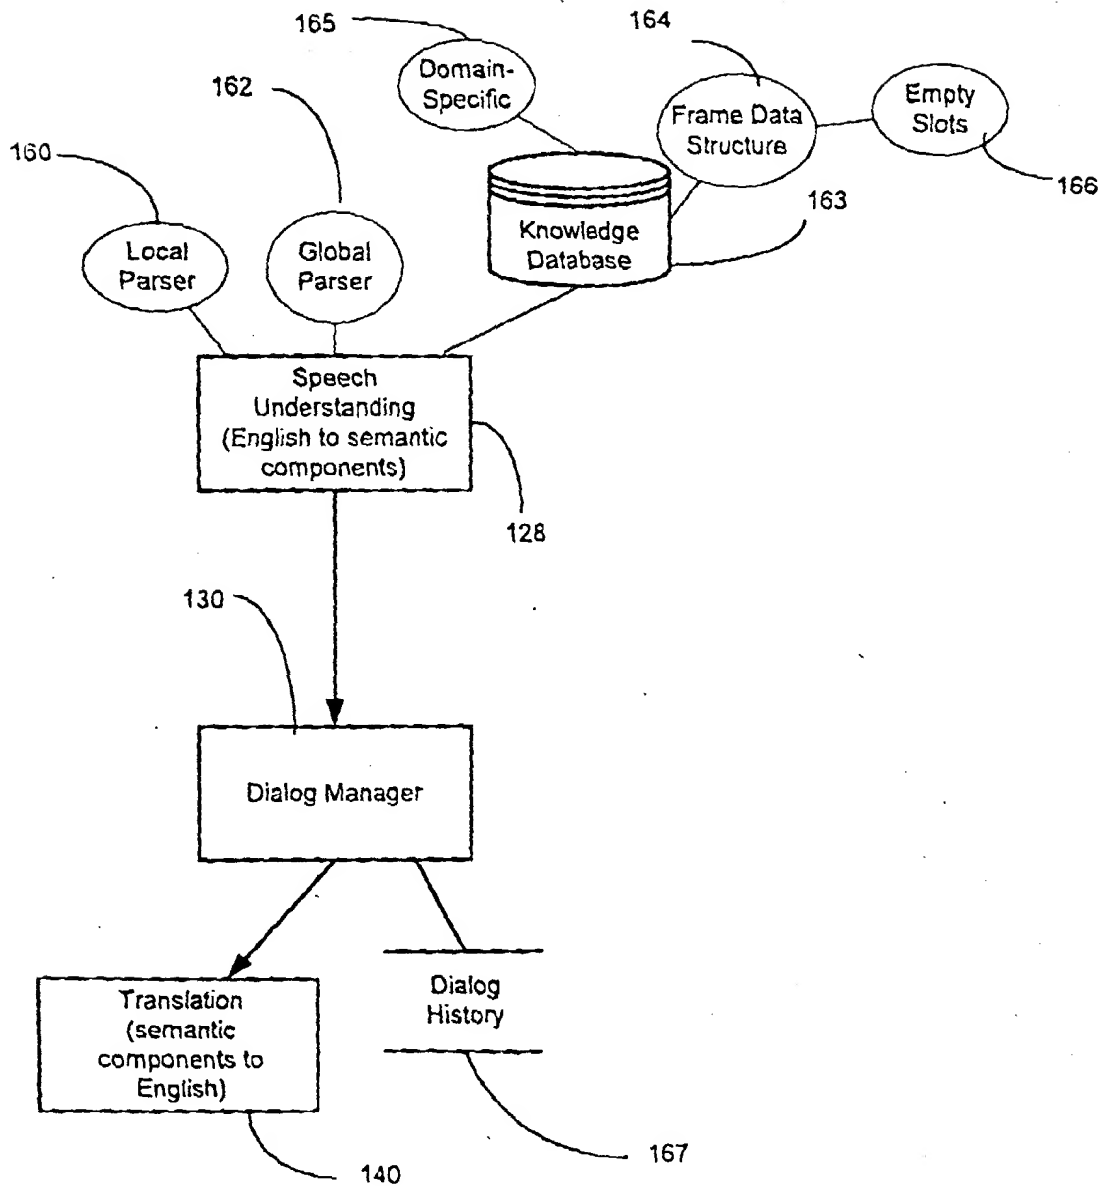 165
164
Domain-
Specific
162
Frame Data
Structure
Empty
Slots
160
166
163
Knowledge
Database
Local
Parser
Global
Parser
Speech
Understanding
(English to semantic
components)
128
130
Dialog Manager
Translation
(semantic
components to
English)
Dialog
History
167
140